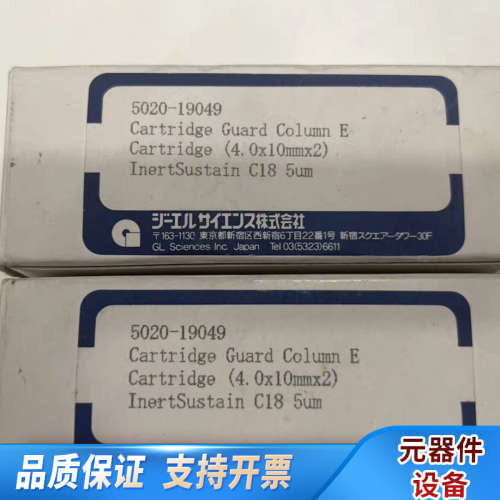 5020-19049
Cartridge Guard Column E
Cartridge (4.0x10mmx2)
InertSustain C18 5um
ジーエル サイエンス株式会社
〒163-1130 東京都新宿区西新宿6丁目22番1号 新宿スクエアータワー30F
GL Sciences Inc. Japan Tel 03(5323)6611
5020-19049
Cartridge Guard Column E
Cartridge (4.0x10mmx2)
InertSustain C18 5um
品质保证 支持开票
元器件
设备